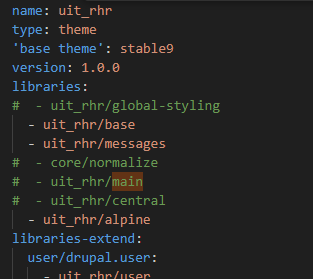 name: uit_rhr
type: theme
'base theme': stable9
version: 1.0.0
libraries:
#  - uit_rhr/global-styling
  - uit_rhr/base
  - uit_rhr/messages
#  - core/normalize
#  - uit_rhr/main
#  - uit_rhr/central
  - uit_rhr/alpine
libraries-extend:
  user/drupal.user:
    - uit_rhr/user